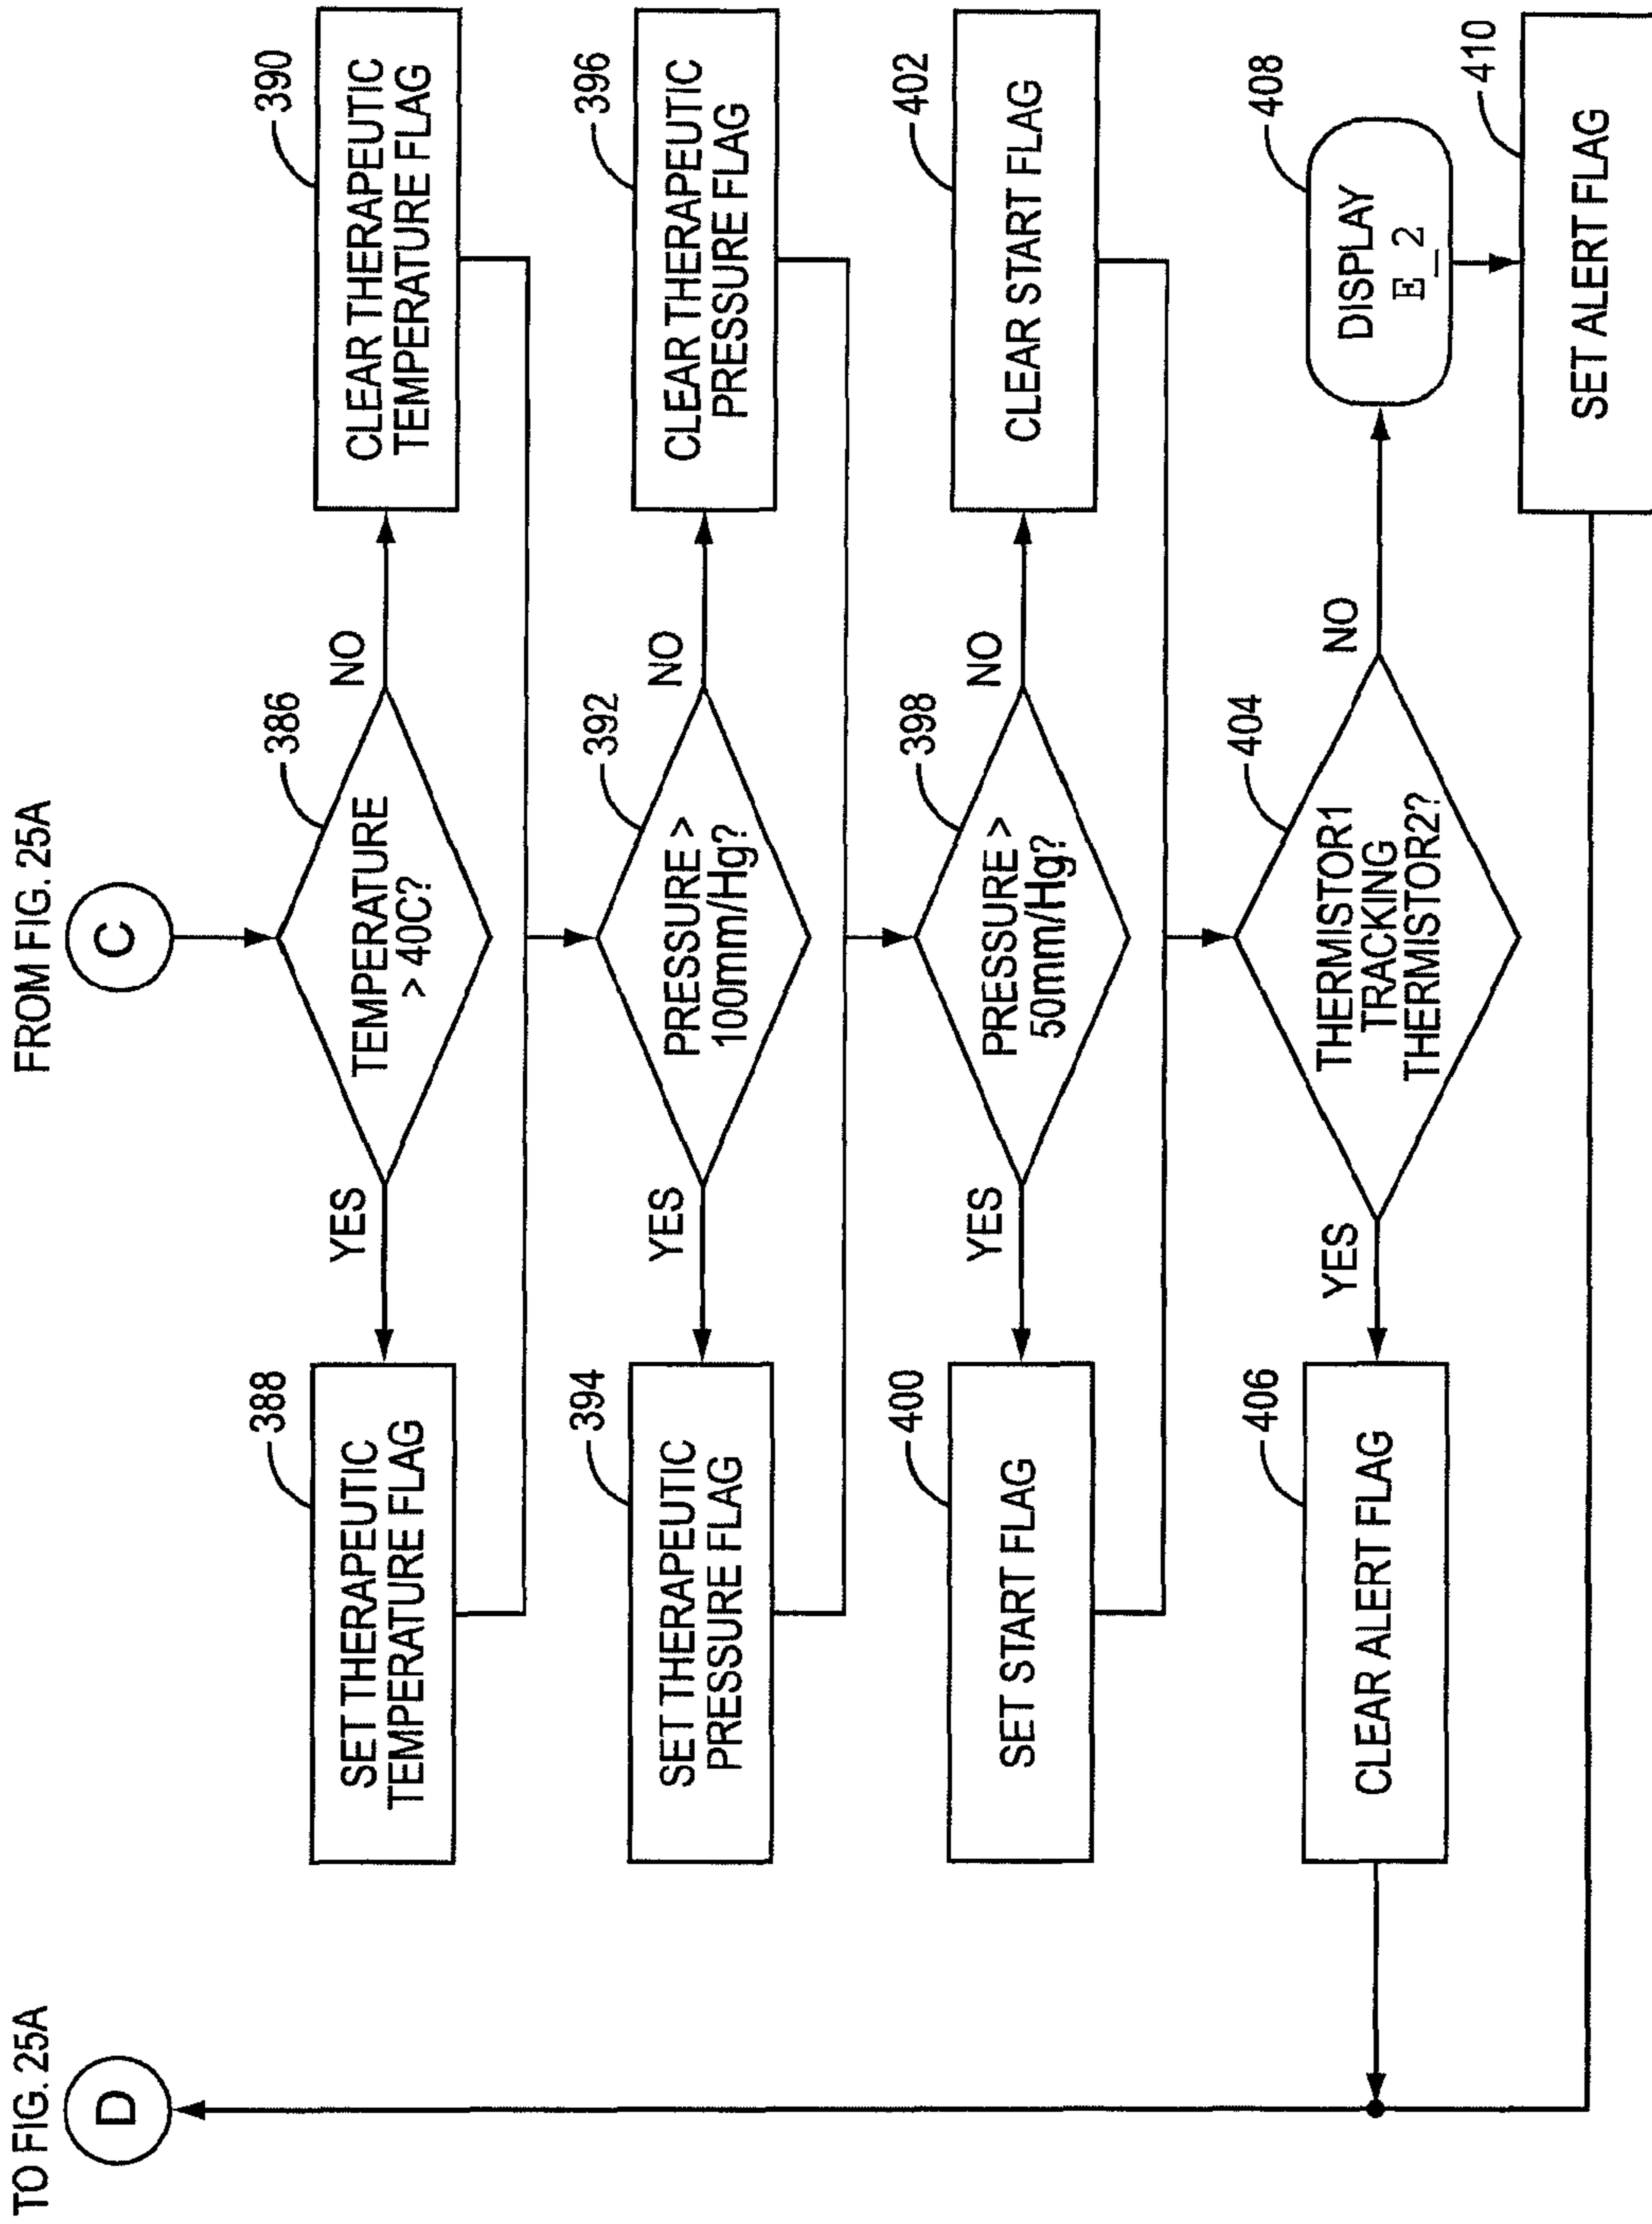 TO FIG. 25A
D
FROM FIG. 25A
C
386
TEMPERATURE
> 40C?
YES
NO
388
SET THERAPEUTIC
TEMPERATURE FLAG
390
CLEAR THERAPEUTIC
TEMPERATURE FLAG
392
PRESSURE >
100mm/Hg?
YES
NO
394
SET THERAPEUTIC
PRESSURE FLAG
396
CLEAR THERAPEUTIC
PRESSURE FLAG
398
PRESSURE >
50mm/Hg?
YES
NO
400
SET START FLAG
402
CLEAR START FLAG
404
THERMISTOR1
TRACKING
THERMISTOR2?
YES
NO
406
CLEAR ALERT FLAG
408
DISPLAY
E_2
410
SET ALERT FLAG